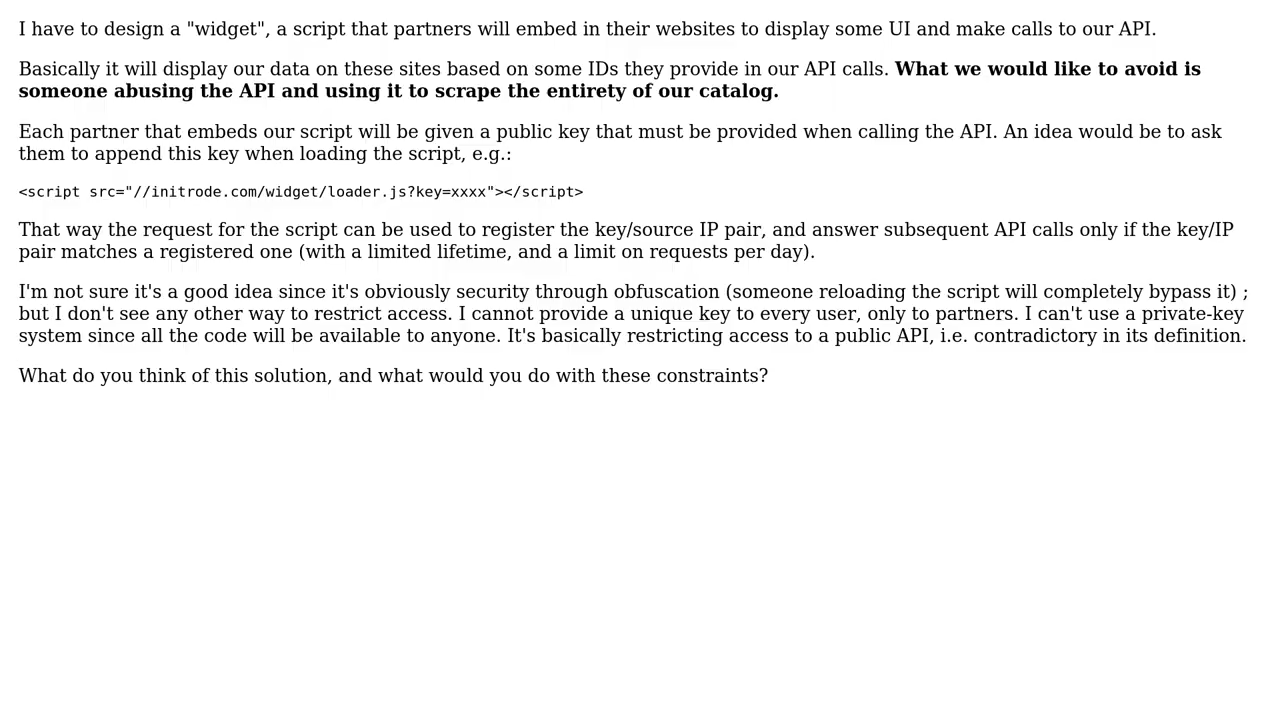 I have to design a "widget", a script that partners will embed in their websites to display some UI and make calls to our API.
Basically it will display our data on these sites based on some IDs they provide in our API calls. What we would like to avoid is
someone abusing the API and using it to scrape the entirety of our catalog.
Each partner that embeds our script will be given a public key that must be provided when calling the API. An idea would be to ask
them to append this key when loading the script, e.g.:
<script src="//initrode.com/widget/loader.js?key=xxxx"></script>
That way the request for the script can be used to register the key/source IP pair, and answer subsequent API calls only if the key/IP
pair matches a registered one (with a limited lifetime, and a limit on requests per day).
I'm not sure it's a good idea since it's obviously security through obfuscation (someone reloading the script will completely bypass it) ;
but I don't see any other way to restrict access. I cannot provide a unique key to every user, only to partners. I can't use a private-key
system since all the code will be available to anyone. It's basically restricting access to a public API, i.e. contradictory in its definition.
What do you think of this solution, and what would you do with these constraints?